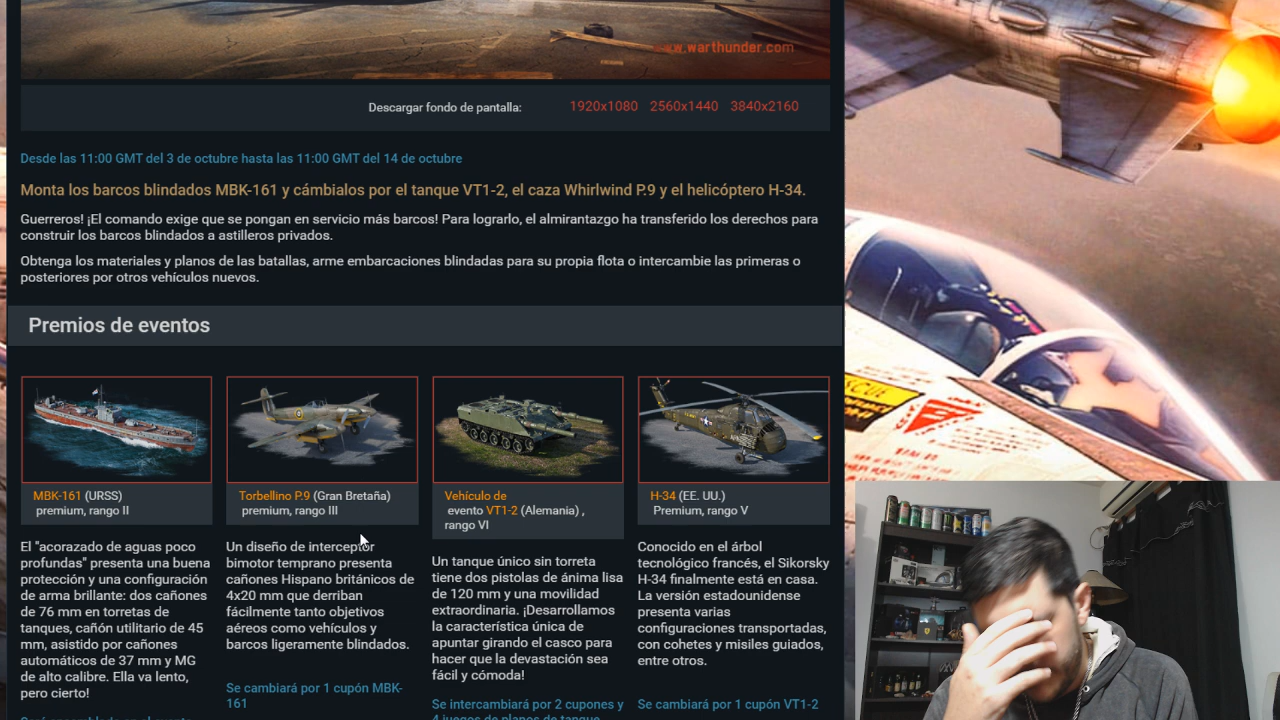 www.warthunder.com
Descargar fondo de pantalla: 1920x1080 2560x1440 3840x2160
Desde las 11:00 GMT del 3 de octubre hasta las 11:00 GMT del 14 de octubre
Monta los barcos blindados MBK-161 y cámbialos por el tanque VT1-2, el caza Whirlwind P.9 y el helicóptero H-34.
Guerreros! ¡El comando exige que se pongan en servicio más barcos! Para lograrlo, el almirantazgo ha transferido los derechos para
construir los barcos blindados a astilleros privados.
Obtenga los materiales y planos de las batallas, arme embarcaciones blindadas para su propia flota o intercambie las primeras o
posteriores por otros vehículos nuevos.
Premios de eventos
MBK-161 (URSS)
premium, rango II
El "acorazado de aguas poco
profundas" presenta una buena
protección y una configuración
de arma brillante: dos cañones
de 76 mm en torretas de
tanques, cañón utilitario de 45
mm, asistido por cañones
automáticos de 37 mm y MG
de alto calibre. Ella va lento,
pero cierto!
Torbellino P.9 (Gran Bretaña)
premium, rango III
Un diseño de interceptor
bimotor temprano presenta
cañones Hispano británicos de
4x20 mm que derriban
fácilmente tanto objetivos
aéreos como vehículos y
barcos ligeramente blindados.
Se cambiará por 1 cupón MBK-
161
Vehículo de
evento VT1-2 (Alemania) ,
rango VI
Un tanque único sin torreta
tiene dos pistolas de ánima lisa
de 120 mm y una movilidad
extraordinaria. ¡Desarrollamos
la característica única de
apuntar girando el casco para
hacer que la devastación sea
fácil y cómoda!
Se intercambiará por 2 cupones y
4 juegos de planos de tanque
H-34 (EE. UU.)
Premium, rango V
Conocido en el árbol
tecnológico francés, el Sikorsky
H-34 finalmente está en casa.
La versión estadounidense
presenta varias
configuraciones transportadas,
con cohetes y misiles guiados,
entre otros.
Se cambiará por 1 cupón VT1-2